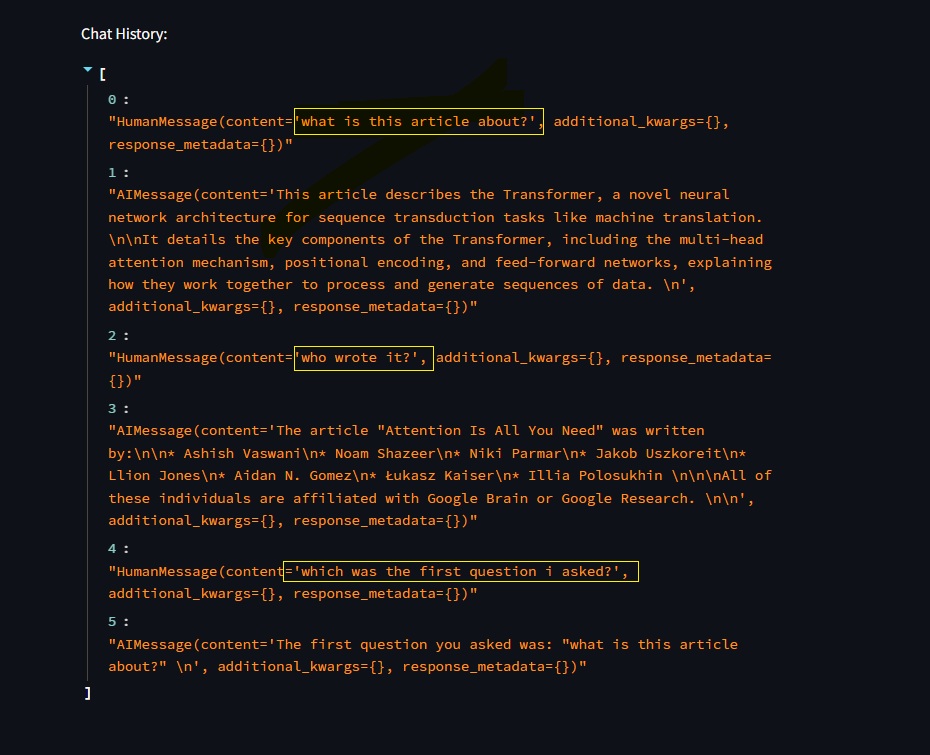 Chat History:
[
0 :
"HumanMessage(content='what is this article about?', additional_kwargs={},
response_metadata={})"
1 :
"AIMessage(content='This article describes the Transformer, a novel neural
network architecture for sequence transduction tasks like machine translation.
\n\nIt details the key components of the Transformer, including the multi-head
attention mechanism, positional encoding, and feed-forward networks, explaining
how they work together to process and generate sequences of data. \n',
additional_kwargs={}, response_metadata={})"
2 :
"HumanMessage(content='who wrote it?', additional_kwargs={}, response_metadata=
{})"
3 :
"AIMessage(content='The article "Attention Is All You Need" was written
by:\n\n* Ashish Vaswani\n* Noam Shazeer\n* Niki Parmar\n* Jakob Uszkoreit\n*
Llion Jones\n* Aidan N. Gomez\n* Łukasz Kaiser\n* Illia Polosukhin \n\n\nAll of
these individuals are affiliated with Google Brain or Google Research. \n\n',
additional_kwargs={}, response_metadata={})"
4 :
"HumanMessage(content='which was the first question i asked?',
additional_kwargs={}, response_metadata={})"
5 :
"AIMessage(content='The first question you asked was: "what is this article
about?" \n', additional_kwargs={}, response_metadata={})"
]